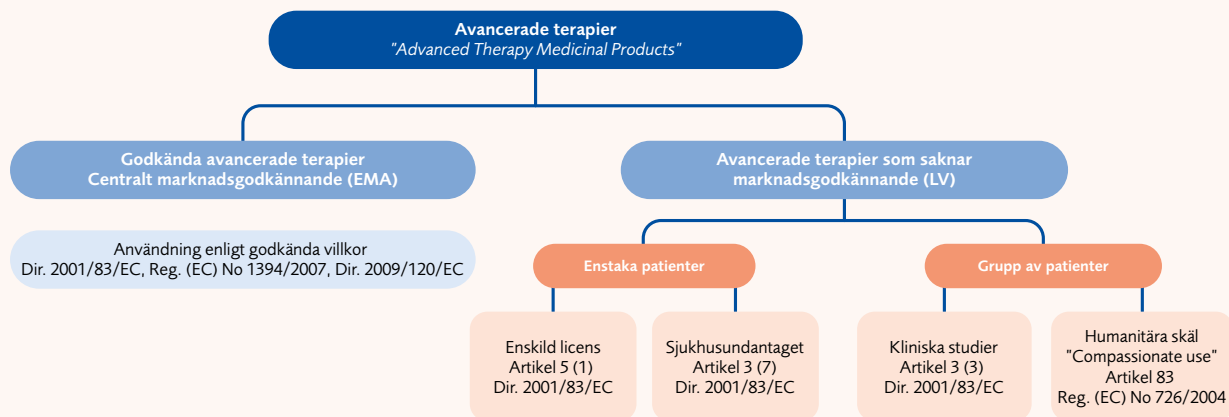 Avancerade terapier
"Advanced Therapy Medicinal Products"
Godkända avancerade terapier
Centralt marknadsgodkännande (EMA)
Avancerade terapier som saknar
marknadsgodkännande (LV)
Användning enligt godkända villkor
Dir. 2001/83/EC, Reg. (EC) No 1394/2007, Dir. 2009/120/EC
Enstaka patienter
Grupp av patienter
Enskild licens
Artikel 5 (1)
Dir. 2001/83/EC
Sjukhusundantaget
Artikel 3 (7)
Dir. 2001/83/EC
Kliniska studier
Artikel 3 (3)
Dir. 2001/83/EC
Humanitära skäl
"Compassionate use"
Artikel 83
Reg. (EC) No 726/2004